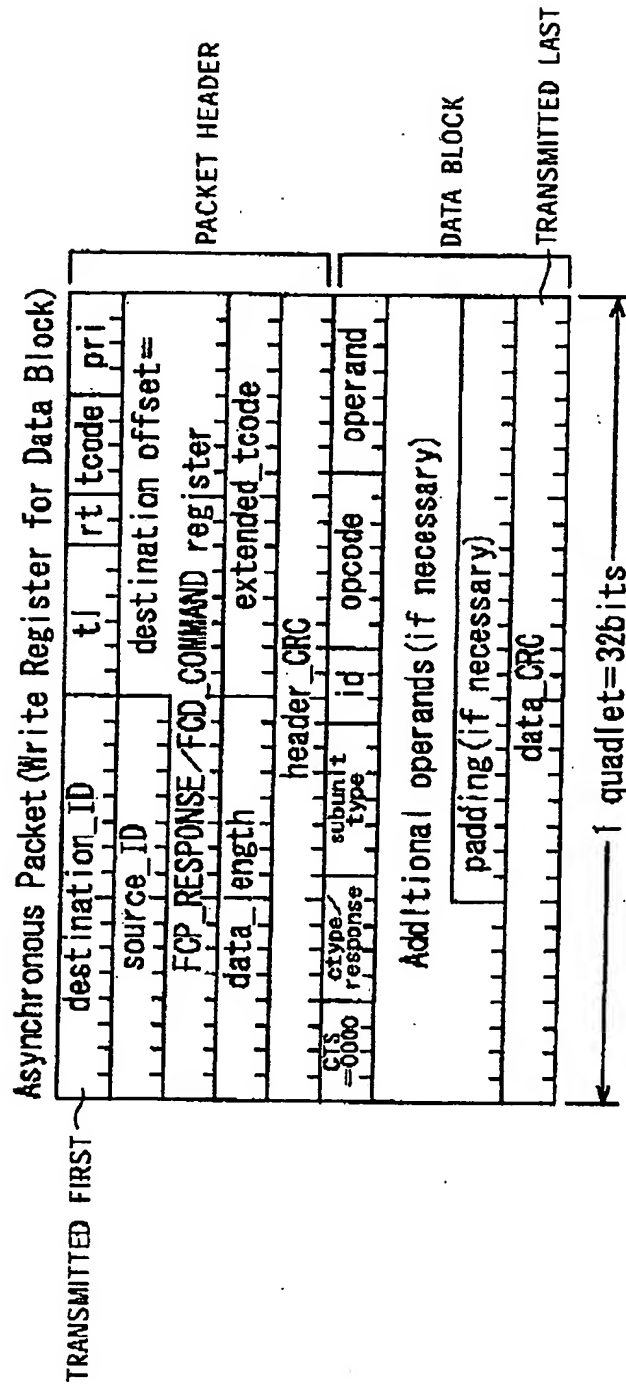 Asynchronous Packet(Write Register for Data Block)
TRANSMITTED FIRST
destination_ID tl rt tcode pri
source_ID destination offset=
FCP_RESPONSE/FCD_COMMAND register
data_length extended_tcode
header_CRC
PACKET HEADER
CTS =0000 ctype/ response subunit type id opcode operand
Additional operands(if necessary)
padding(if necessary)
data_CRC
DATA BLOCK
TRANSMITTED LAST
1 quadlet=32bits